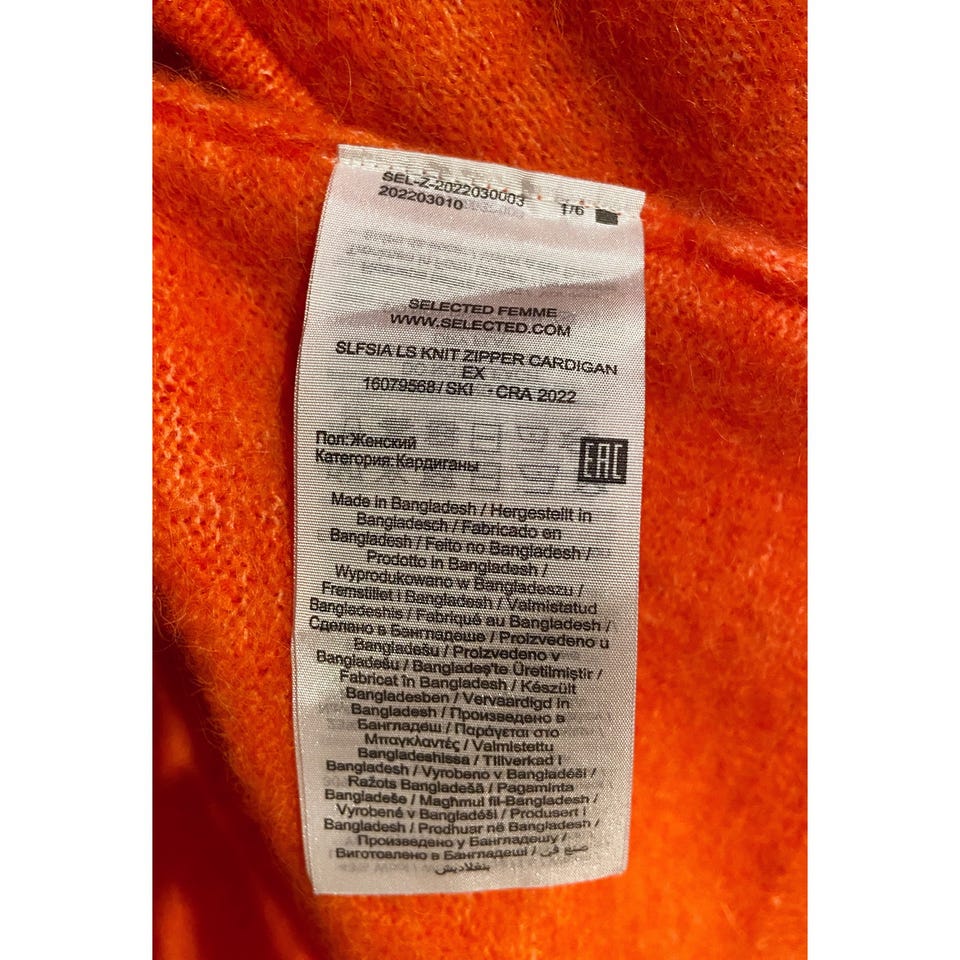 SEL-Z-2022030003
202203010 1/6
SELECTED FEMME
WWW.SELECTED.COM
SLFSIA LS KNIT ZIPPER CARDIGAN
EX
16079568/ SKI - CRA 2022
Пол:Женский
Категория:Кардиганы
EAC
Made in Bangladesh / Hergestellt in
Bangladesch / Fabricado en
Bangladesh / Feito no Bangladesh /
Prodotto in Bangladesh /
Wyprodukowano w Bangladeszu /
Fremstillet i Bangladesh / Valmistatud
Bangladeshis / Fabriqué au Bangladesh /
Сделано в Бангладеше / Proizvedeno u
Bangladešu / Proizvedeno v
Bangladešu / Bangladeş'te Üretilmiştir /
Fabricat în Bangladesh / Készült
Bangladesben / Vervaardigd in
Bangladesh / Произведено в
Бангладеш / Παράγεται στο
Μπαγκλαντές / Valmistettu
Bangladeshissa / Tillverkad i
Bangladesh / Vyrobeno v Bangladéši /
Ražots Bangladešā / Pagaminta
Bangladeše / Magħmul fil-Bangladesh /
Vyrobené v Bangladéši / Produsert i
Bangladesh / Prodhuar në Bangladesh /
Произведено у Бангладешу /
Виготовлено в Бангладеші / صنع في
بنغلاديش